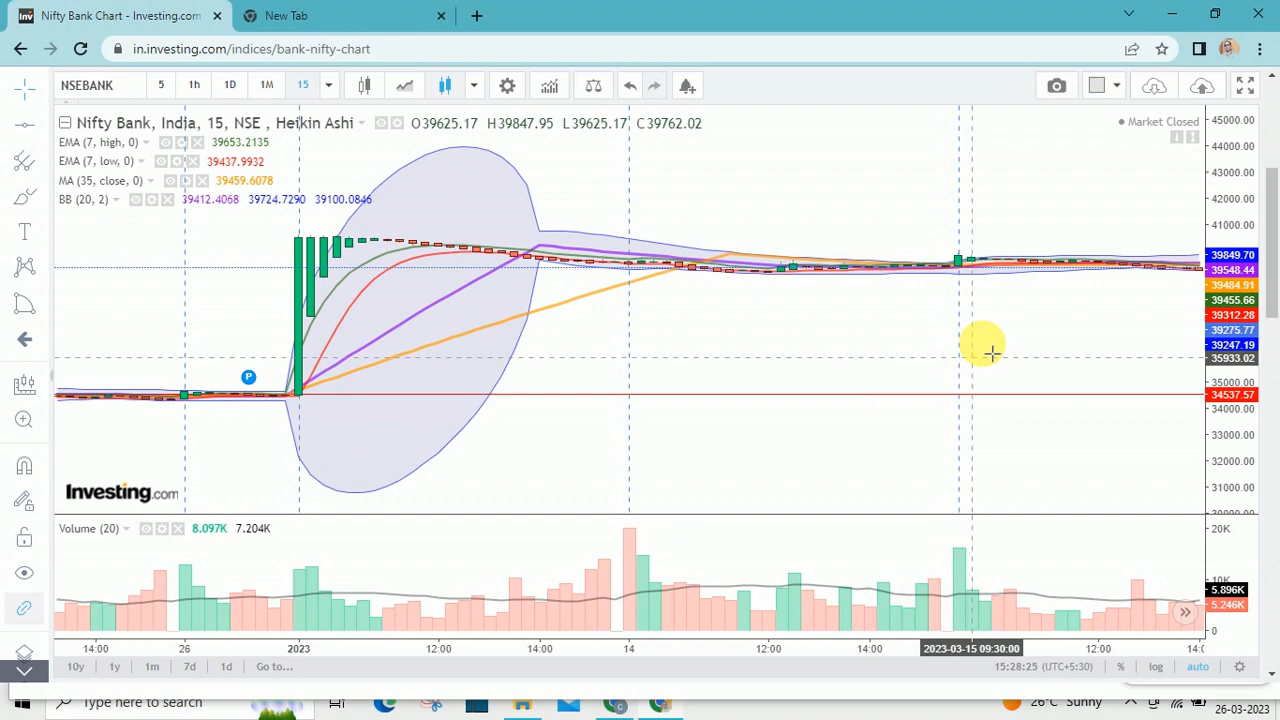 Nifty Bank Chart - Investing.com
New Tab
in.investing.com/indices/bank-nifty-chart
NSEBANK 5 1h 1D 1M 15
Nifty Bank, India, 15, NSE , Heikin Ashi O39625.17 H39847.95 L39625.17 C39762.02
Market Closed
EMA (7, high, 0) 39653.2135
EMA (7, low, 0) 39437.9932
MA (35, close, 0) 39459.6078
BB (20, 2) 39412.4068 39724.7290 39100.0846
45000.00
44000.00
43000.00
42000.00
41000.00
39849.70
39548.44
39484.91
39455.66
39312.28
39275.77
39247.19
35933.02
35000.00
34537.57
34000.00
33000.00
32000.00
31000.00
P
Investing.com
Volume (20) 8.097K 7.204K
20K
5.896K
5.246K
0
14:00 26 2023 12:00 14:00 14 12:00 14:00 2023-03-15 09:30:00 12:00
10y 1y 1m 7d 1d Go to... 15:28:25 (UTC+5:30) % log auto
Type here to search
26°C Sunny
26-03-2023